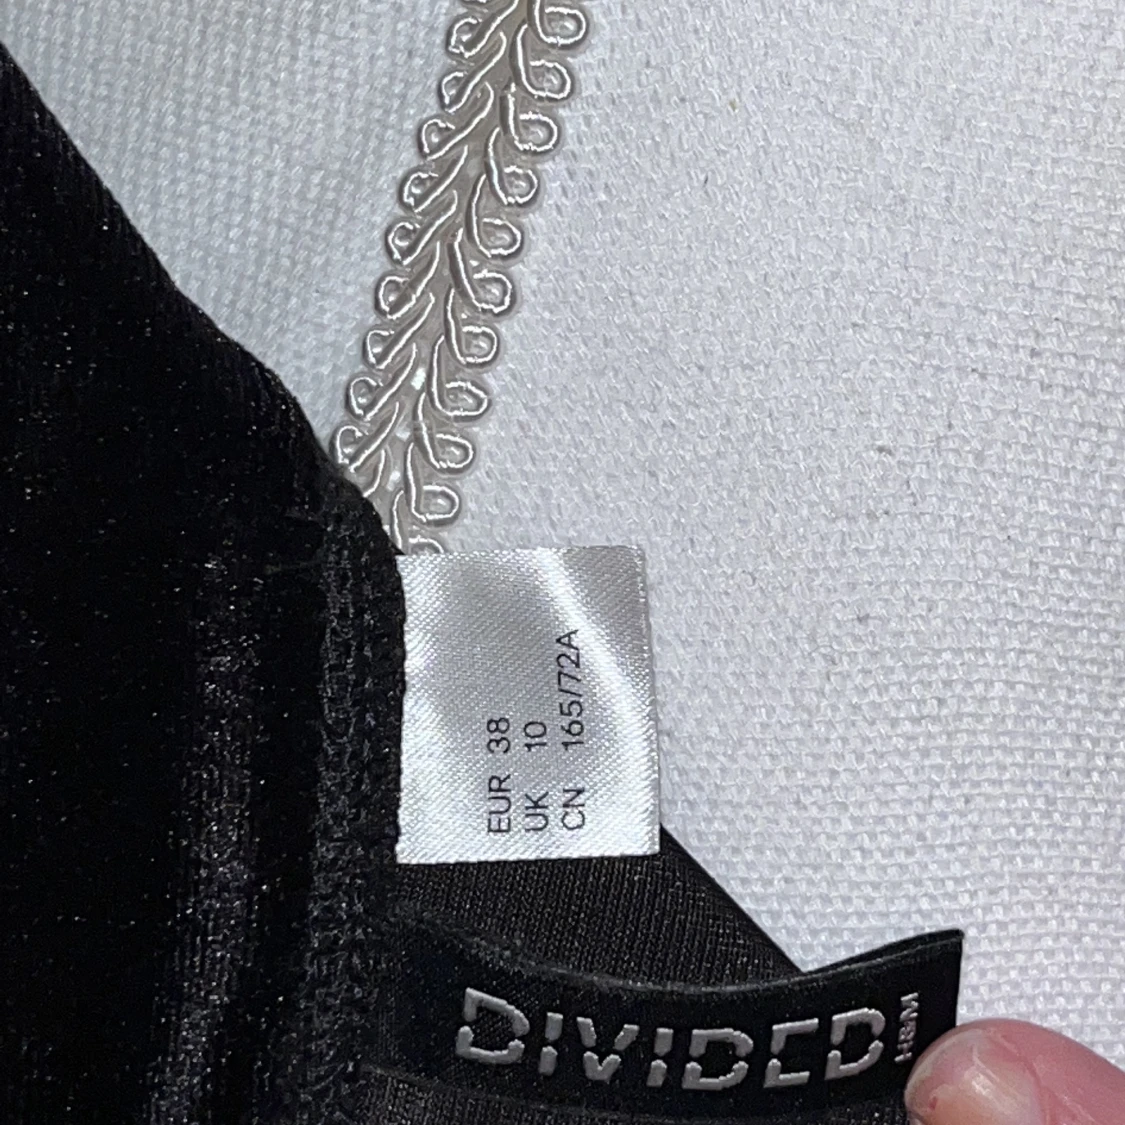 EUR 38
UK 10
CN 165/72A
DIVIDED
H&M